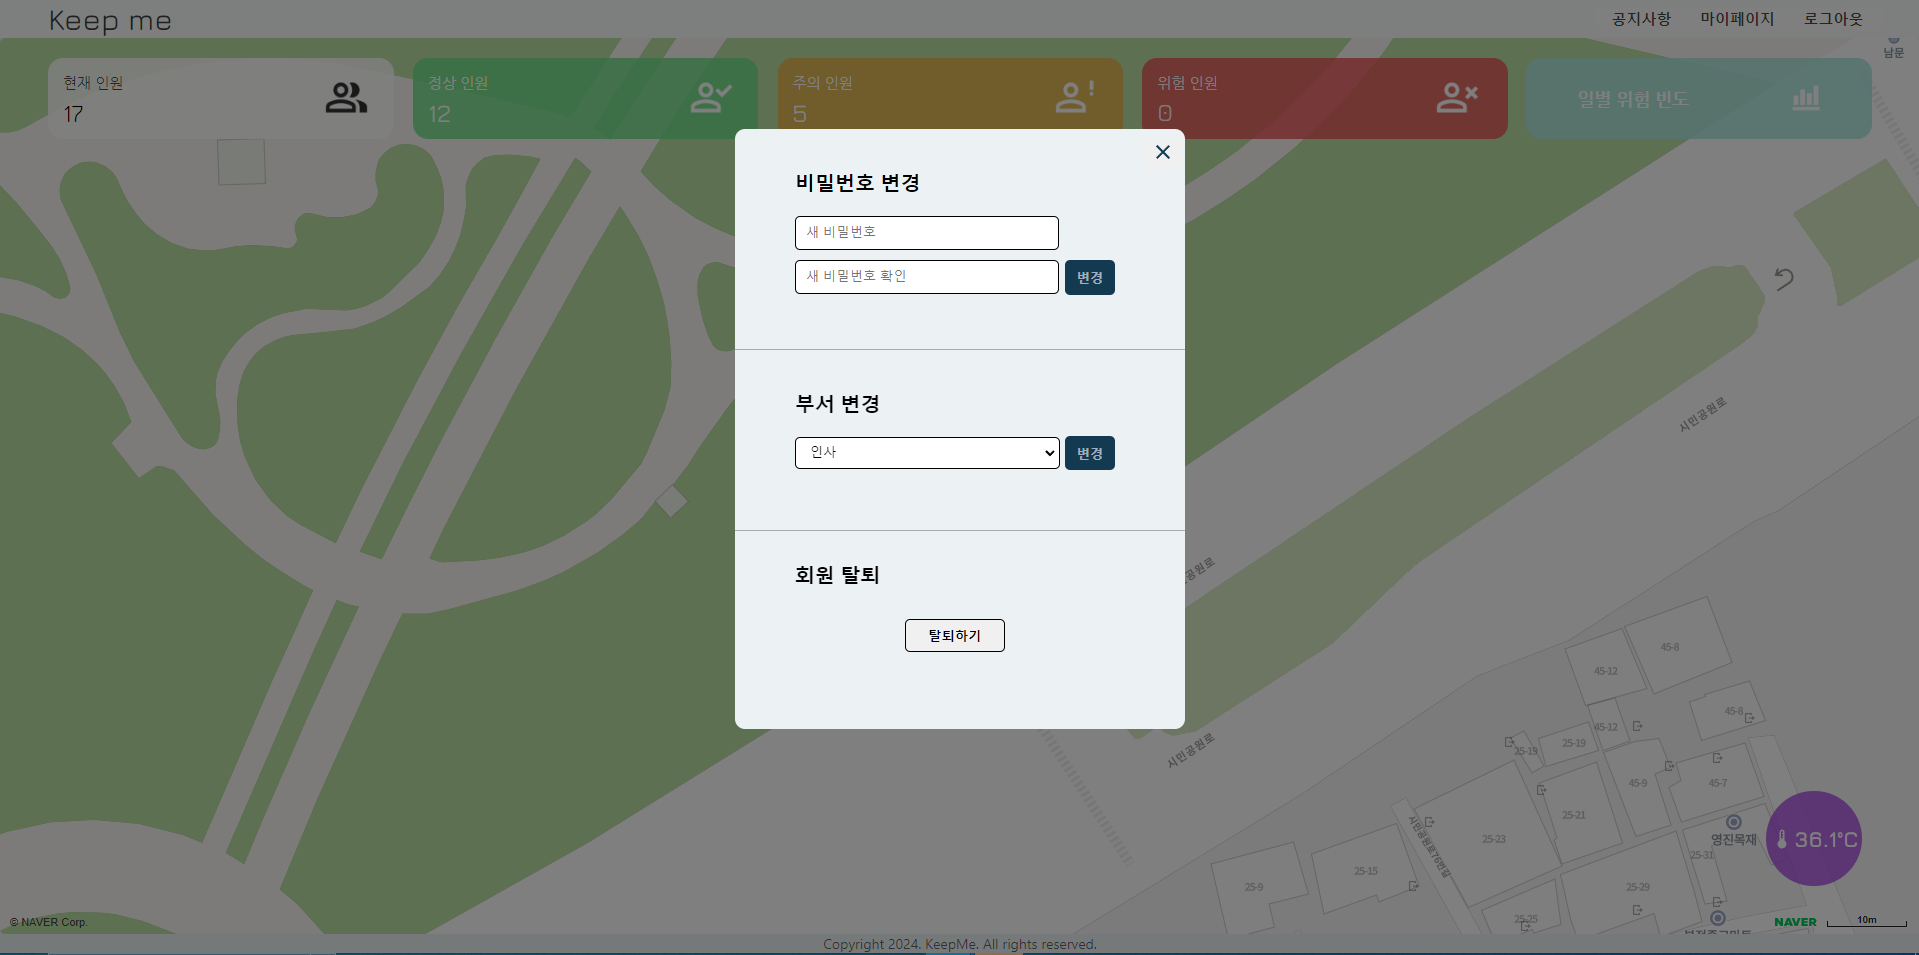 Keep me
공지사항 마이페이지 로그아웃
남문
현재 인원
17
정상 인원
12
주의 인원
5
위험 인원
0
일별 위험 빈도
비밀번호 변경
새 비밀번호
새 비밀번호 확인
변경
부서 변경
인사
변경
회원 탈퇴
탈퇴하기
시민공원로
공원로
시민공원로
45-8
45-12
45-8
45-12
25-19
25-19
45-9
45-7
25-21
25-23
시민공원로76번길
영진목재
25-31
36.1°C
25-15
25-9
25-29
25-25
© NAVER Corp.
NAVER
10m
Copyright 2024. KeepMe. All rights reserved.